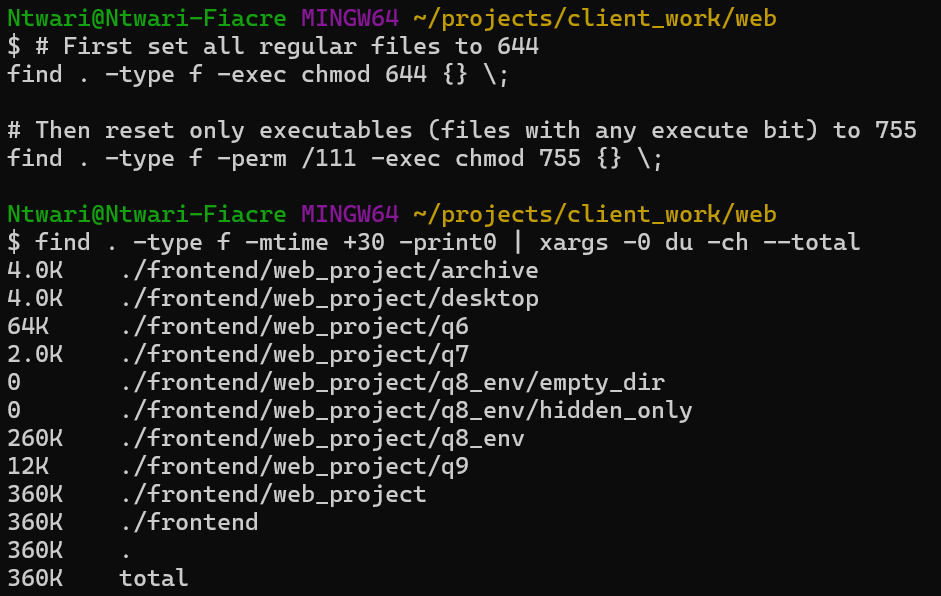 Ntwari@Ntwari-Fiacre MINGW64 ~/projects/client_work/web
$ # First set all regular files to 644
find . -type f -exec chmod 644 {} \;

# Then reset only executables (files with any execute bit) to 755
find . -type f -perm /111 -exec chmod 755 {} \;

Ntwari@Ntwari-Fiacre MINGW64 ~/projects/client_work/web
$ find . -type f -mtime +30 -print0 | xargs -0 du -ch --total
4.0K    ./frontend/web_project/archive
4.0K    ./frontend/web_project/desktop
64K     ./frontend/web_project/q6
2.0K    ./frontend/web_project/q7
0       ./frontend/web_project/q8_env/empty_dir
0       ./frontend/web_project/q8_env/hidden_only
260K    ./frontend/web_project/q8_env
12K     ./frontend/web_project/q9
360K    ./frontend/web_project
360K    ./frontend
360K    .
360K    total